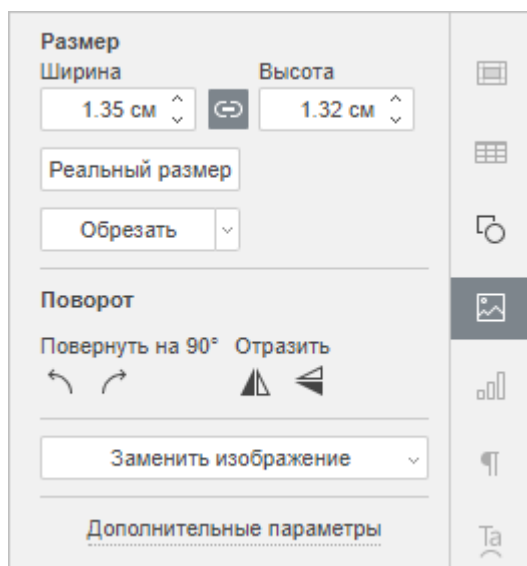 Размер
Ширина Высота
1.35 см 1.32 см
Реальный размер
Обрезать
Поворот
Повернуть на 90° Отразить
Заменить изображение
Дополнительные параметры
Ta